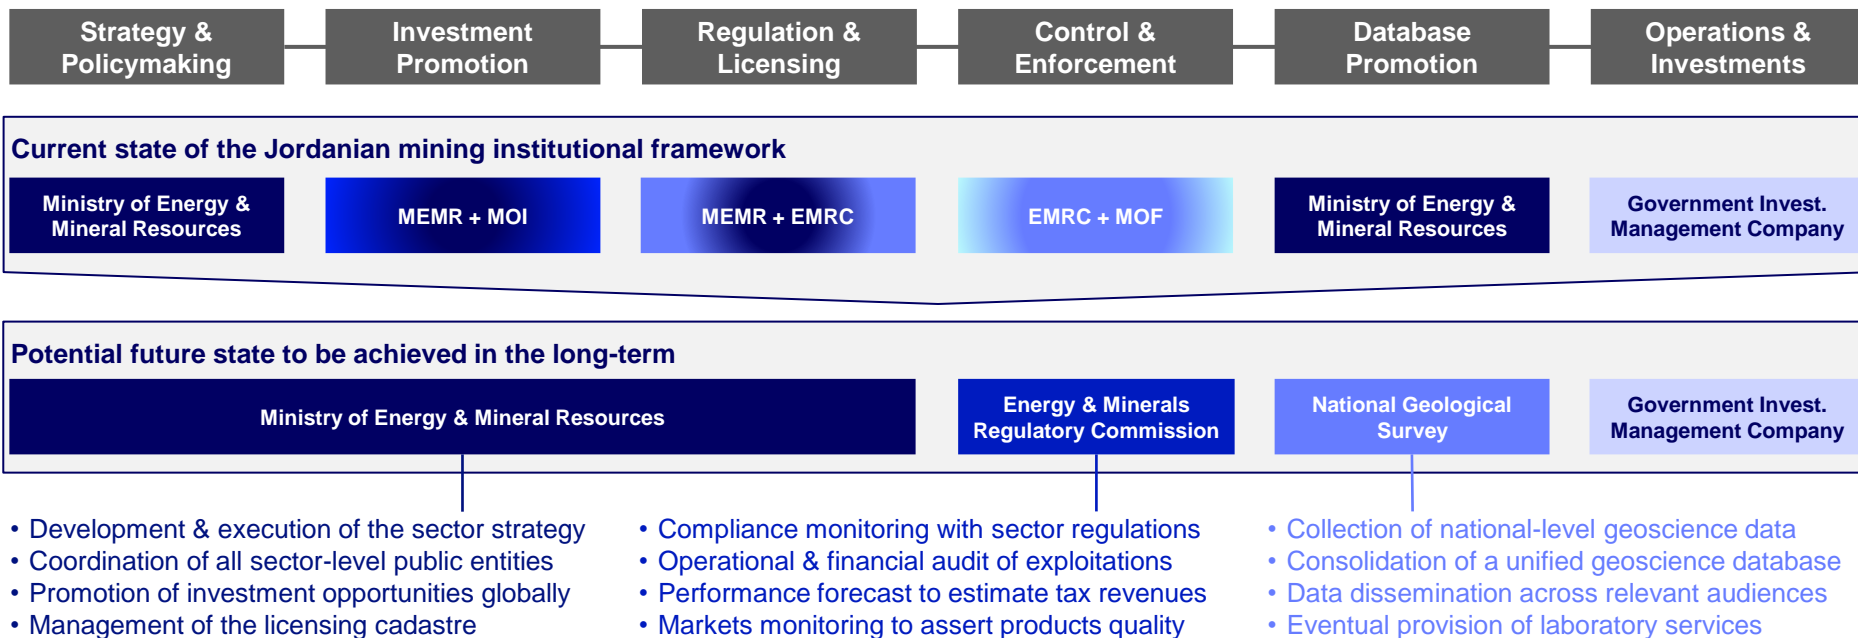 Strategy &
Policymaking
Investment
Promotion
Regulation &
Licensing
Control &
Enforcement
Database
Promotion
Operations &
Investments
Current state of the Jordanian mining institutional framework
Ministry of Energy &
Mineral Resources
MEMR + MOI
MEMR + EMRC
EMRC + MOF
Ministry of Energy &
Mineral Resources
Government Invest.
Management Company
Potential future state to be achieved in the long-term
Ministry of Energy & Mineral Resources
Energy & Minerals
Regulatory Commission
National Geological
Survey
Government Invest.
Management Company
• Development & execution of the sector strategy
• Coordination of all sector-level public entities
• Promotion of investment opportunities globally
• Management of the licensing cadastre
• Compliance monitoring with sector regulations
• Operational & financial audit of exploitations
• Performance forecast to estimate tax revenues
• Markets monitoring to assert products quality
• Collection of national-level geoscience data
• Consolidation of a unified geoscience database
• Data dissemination across relevant audiences
• Eventual provision of laboratory services